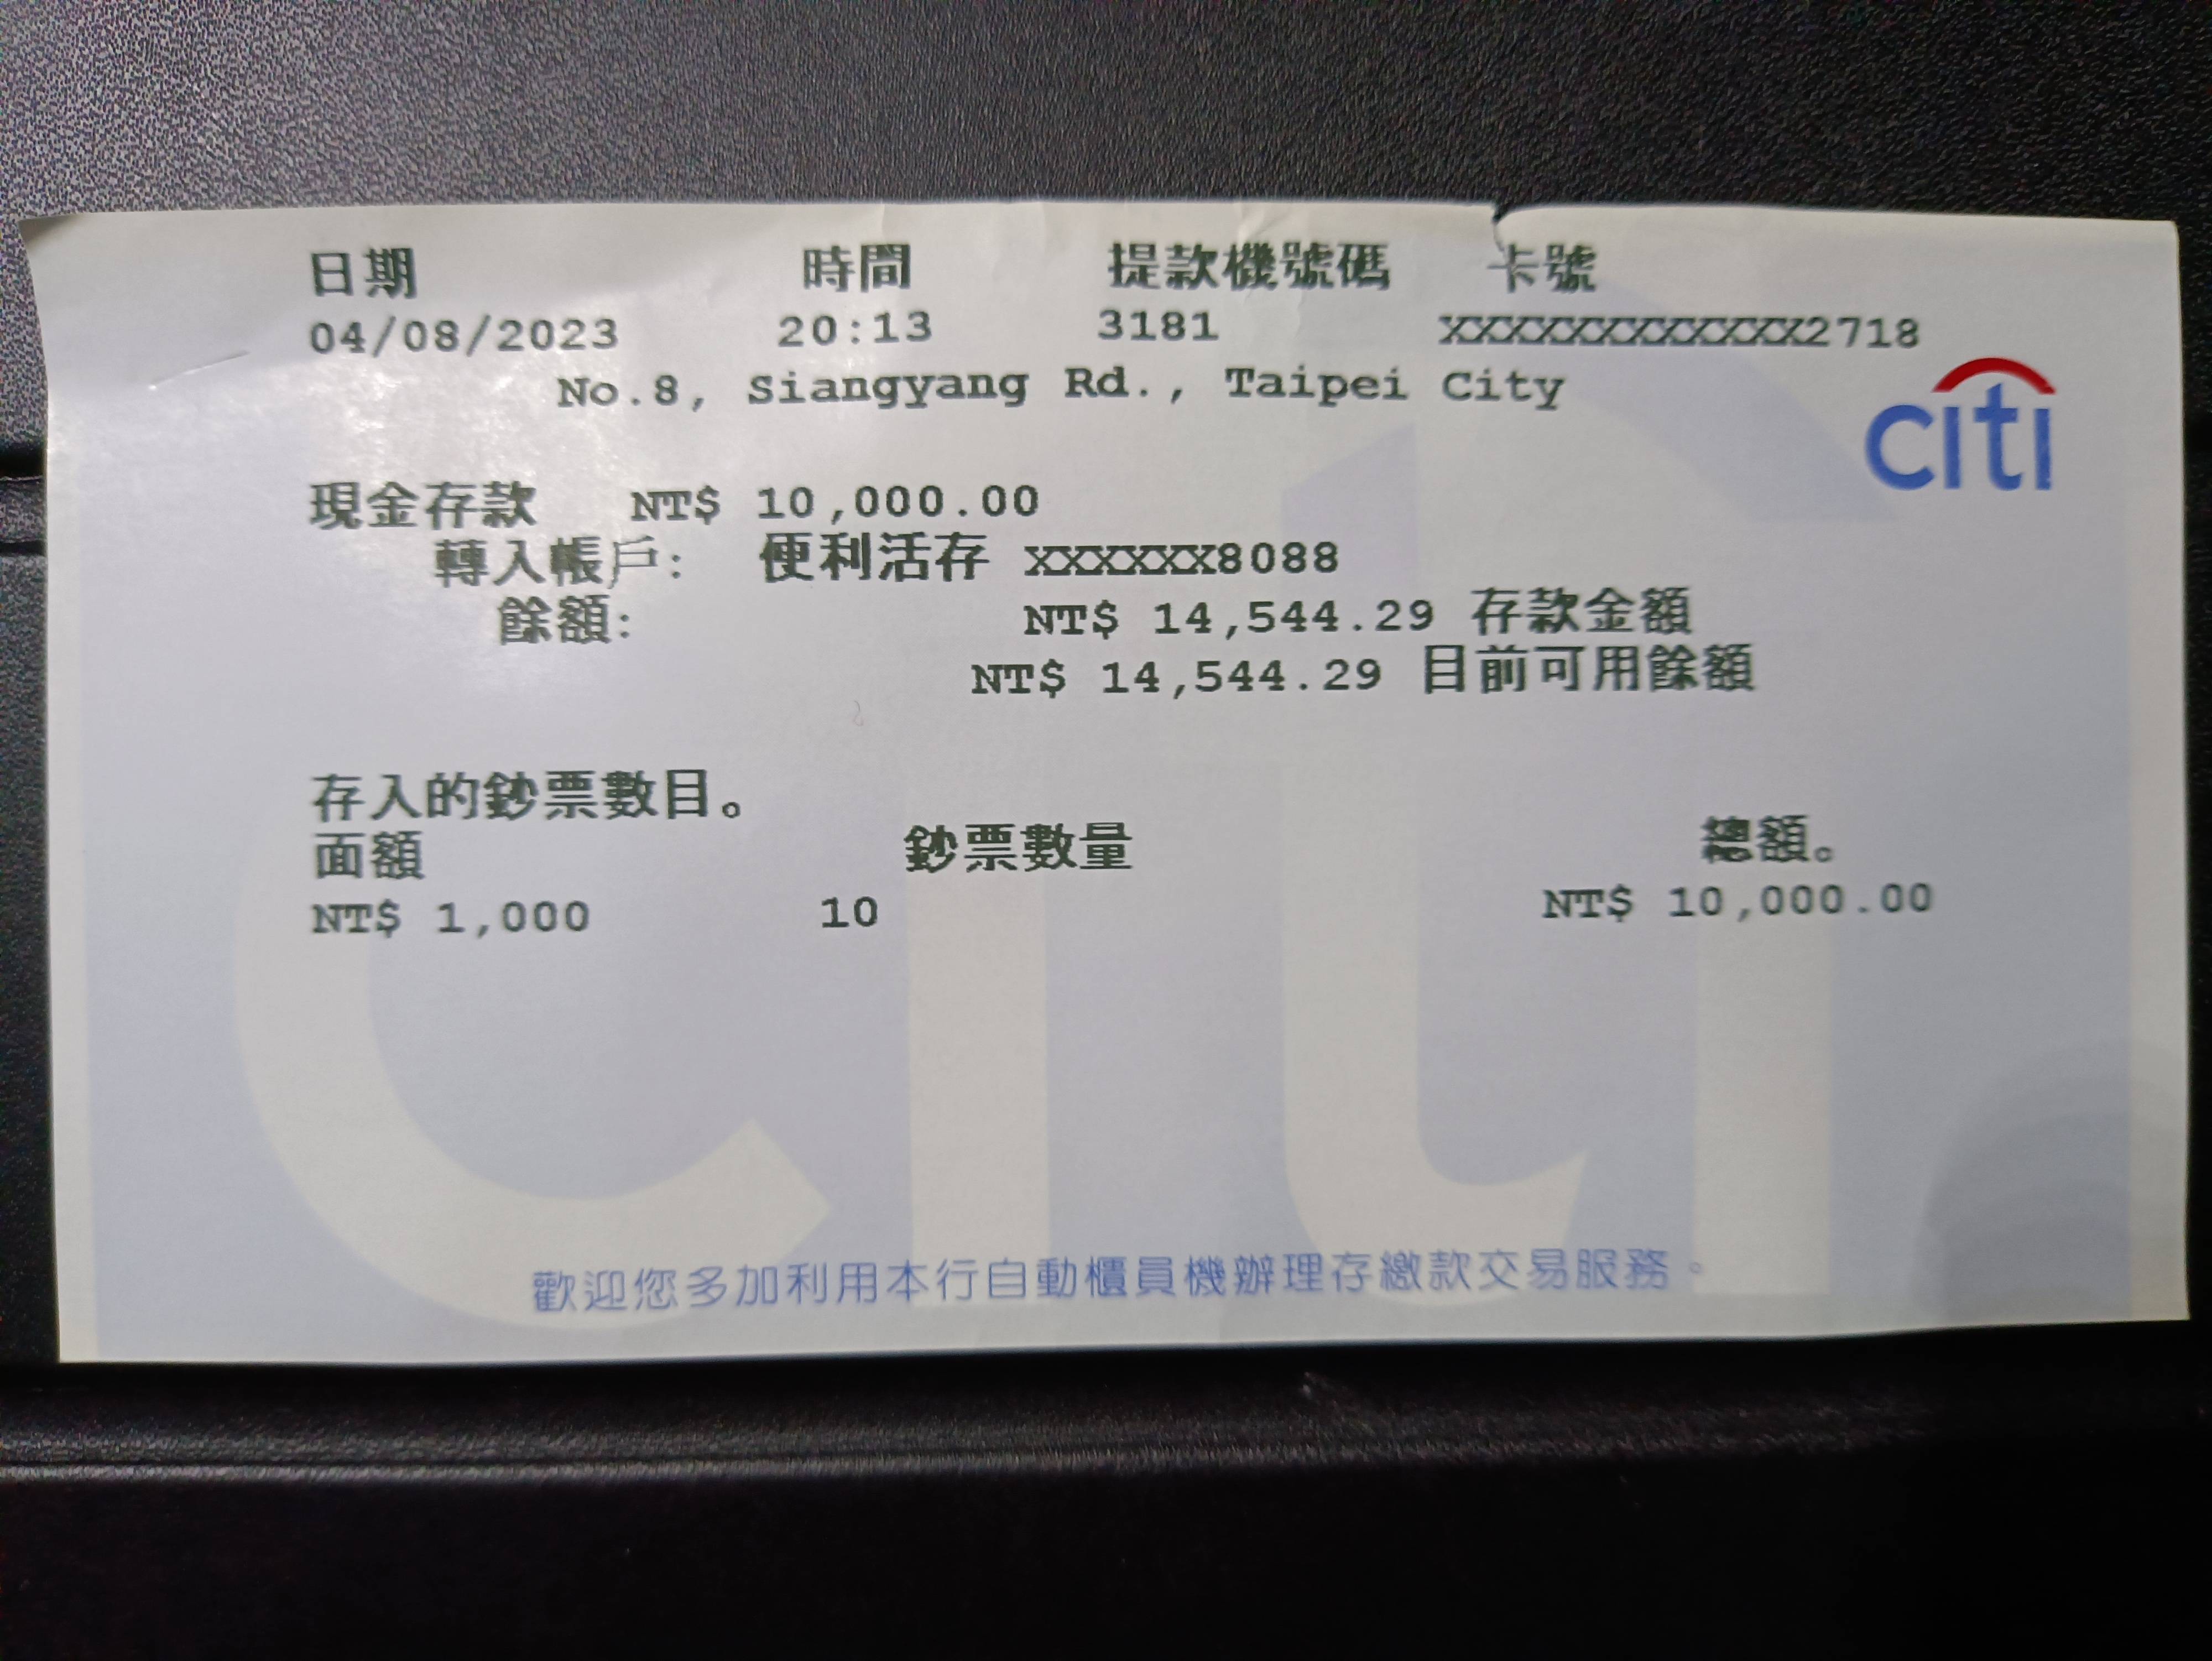 日期 時間 提款機號碼 卡號
04/08/2023 20:13 3181 XXXXXXXXXXXX2718
No.8, Siangyang Rd., Taipei City
citi
現金存款 NT$ 10,000.00
轉入帳戶: 便利活存 XXXXXX8088
餘額: NT$ 14,544.29 存款金額
NT$ 14,544.29 目前可用餘額
存入的鈔票數目。
面額 鈔票數量 總額。
NT$ 1,000 10 NT$ 10,000.00
歡迎您多加利用本行自動櫃員機辦理存繳款交易服務。